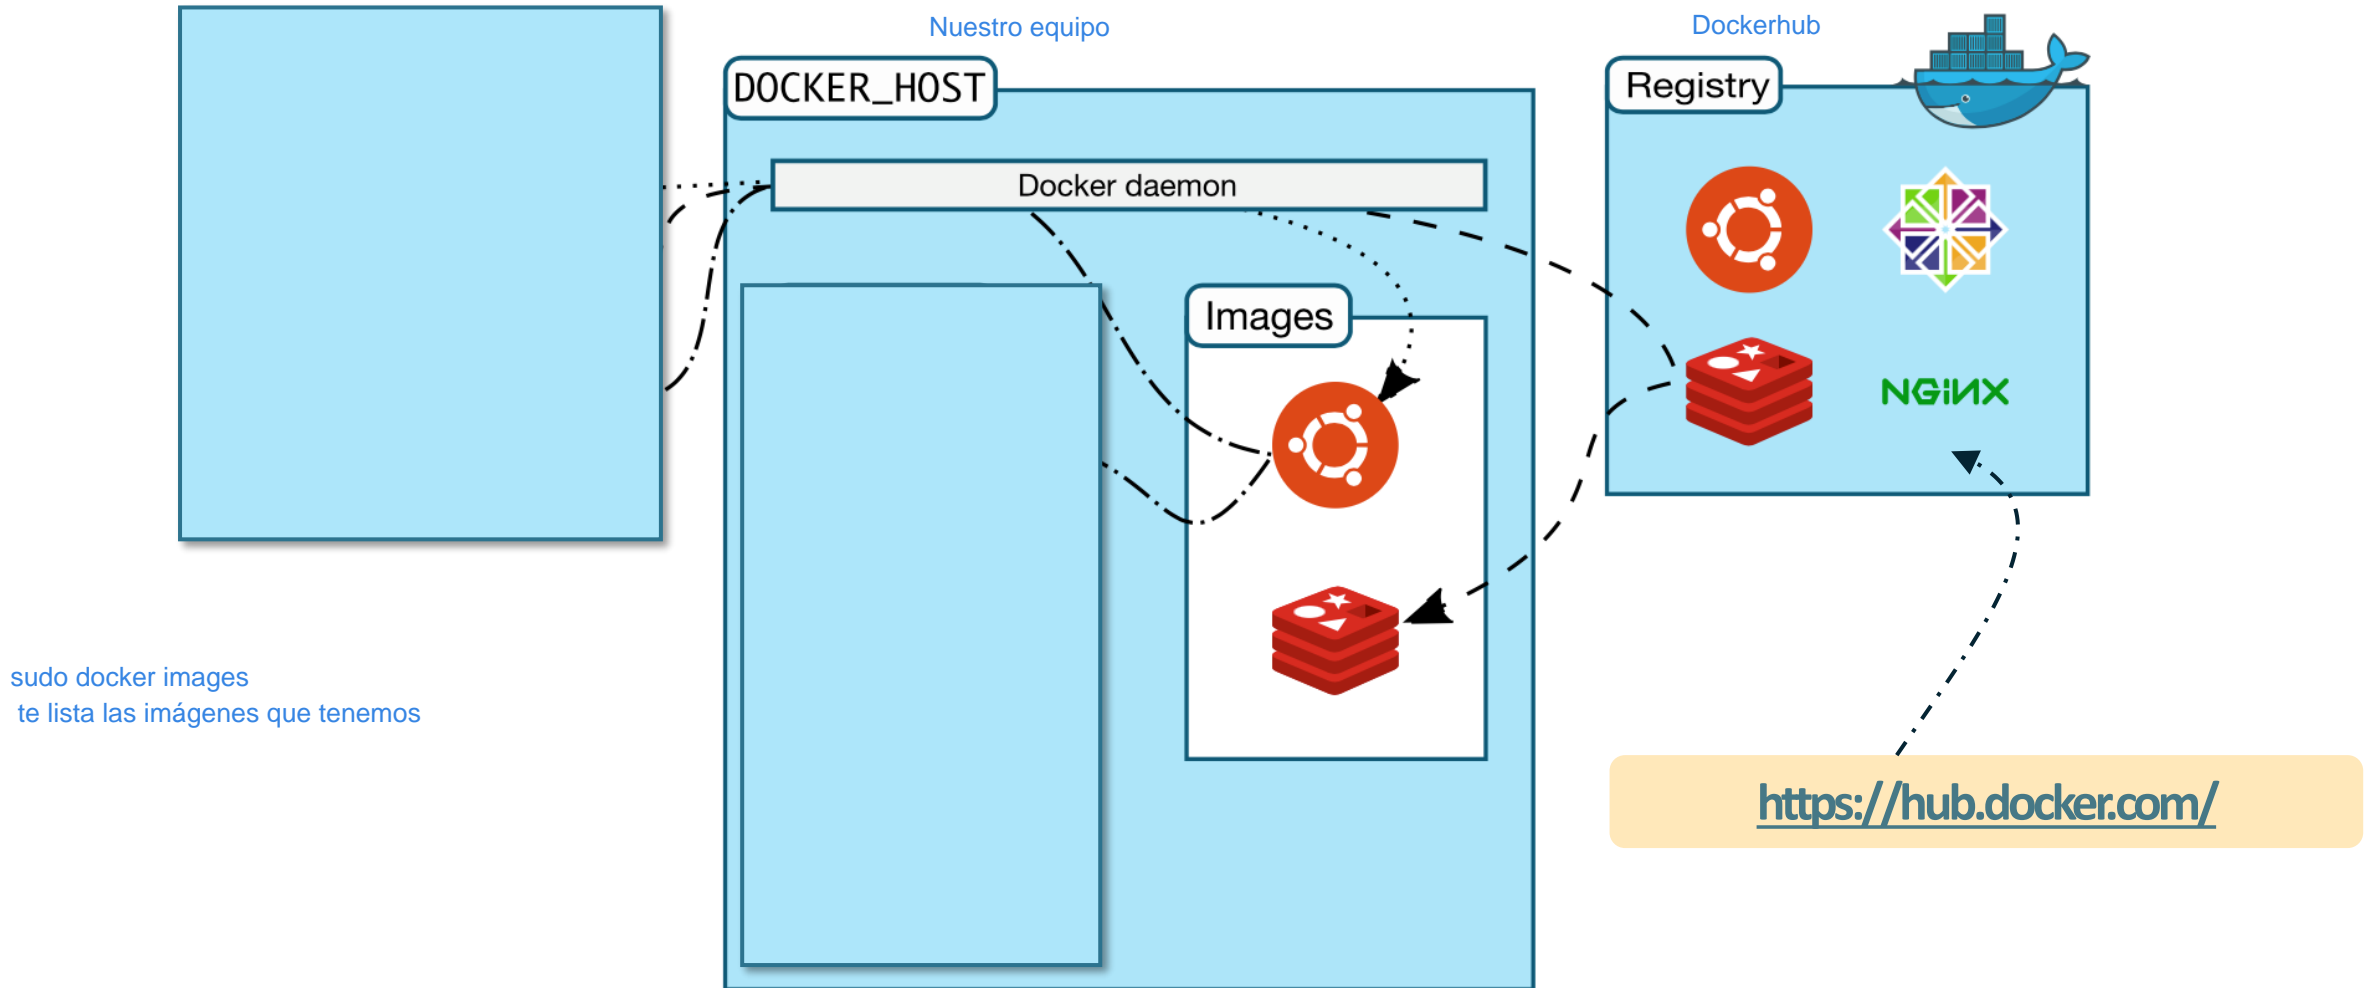 Nuestro equipo
Dockerhub
DOCKER_HOST
Registry
Docker daemon
Images
NGINX
sudo docker images
te lista las imágenes que tenemos
https://hub.docker.com/